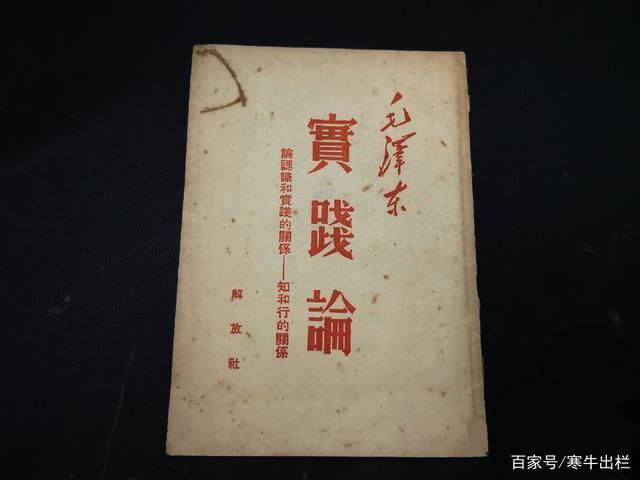 毛澤东
實踐論
論認識和實踐的關係——知和行的關係
解放社
百家号/寒牛出栏